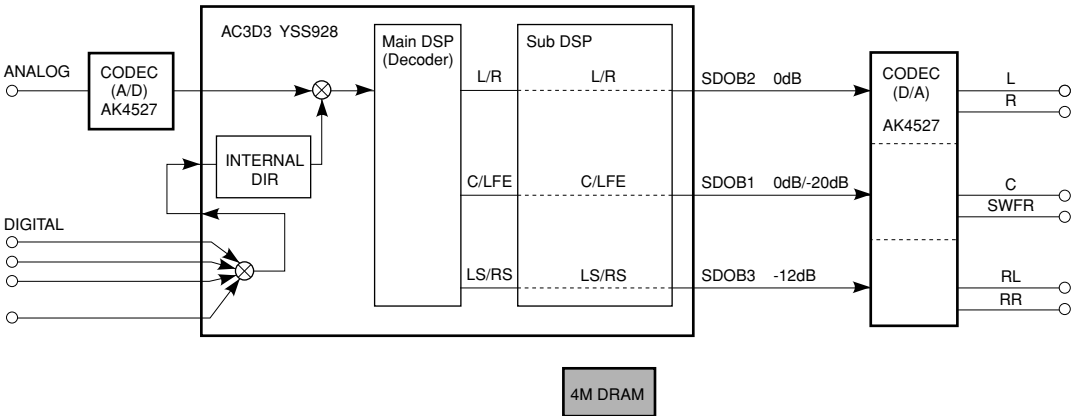 AC3D3 YSS928
Main DSP
(Decoder)
Sub DSP
ANALOG
CODEC
(A/D)
AK4527
L/R
L/R
SDOB2 0dB
CODEC
(D/A)
AK4527
L
R
INTERNAL
DIR
C/LFE
C/LFE
SDOB1 0dB/-20dB
C
SWFR
DIGITAL
LS/RS
LS/RS
SDOB3 -12dB
RL
RR
4M DRAM